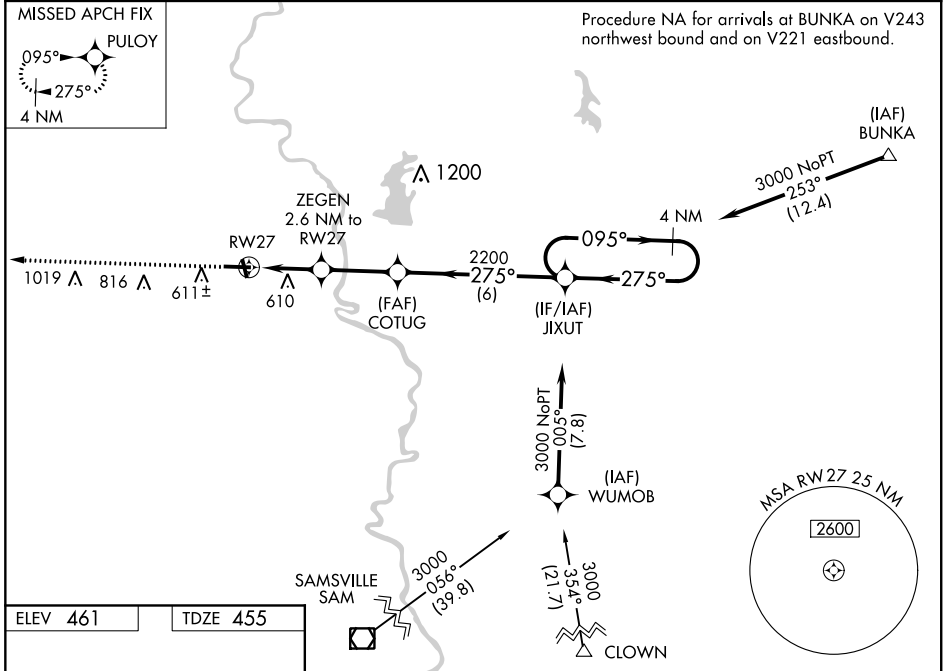 MISSED APCH FIX
PULOY
095°
275°
4 NM
Procedure NA for arrivals at BUNKA on V243
northwest bound and on V221 eastbound.
(IAF)
BUNKA
3000 NoPT
253°
(12.4)
1200
ZEGEN
2.6 NM to
RW27
RW27
4 NM
095°
2200
275°
(6)
275°
1019
816
611±
610
(FAF)
COTUG
(IF/IAF)
JIXUT
3000 NoPT
005°
(7.8)
(IAF)
WUMOB
MSA RW27 25 NM
2600
3000
056°
(39.8)
3000
354°
(21.7)
SAMSVILLE
SAM
CLOWN
ELEV 461
TDZE 455